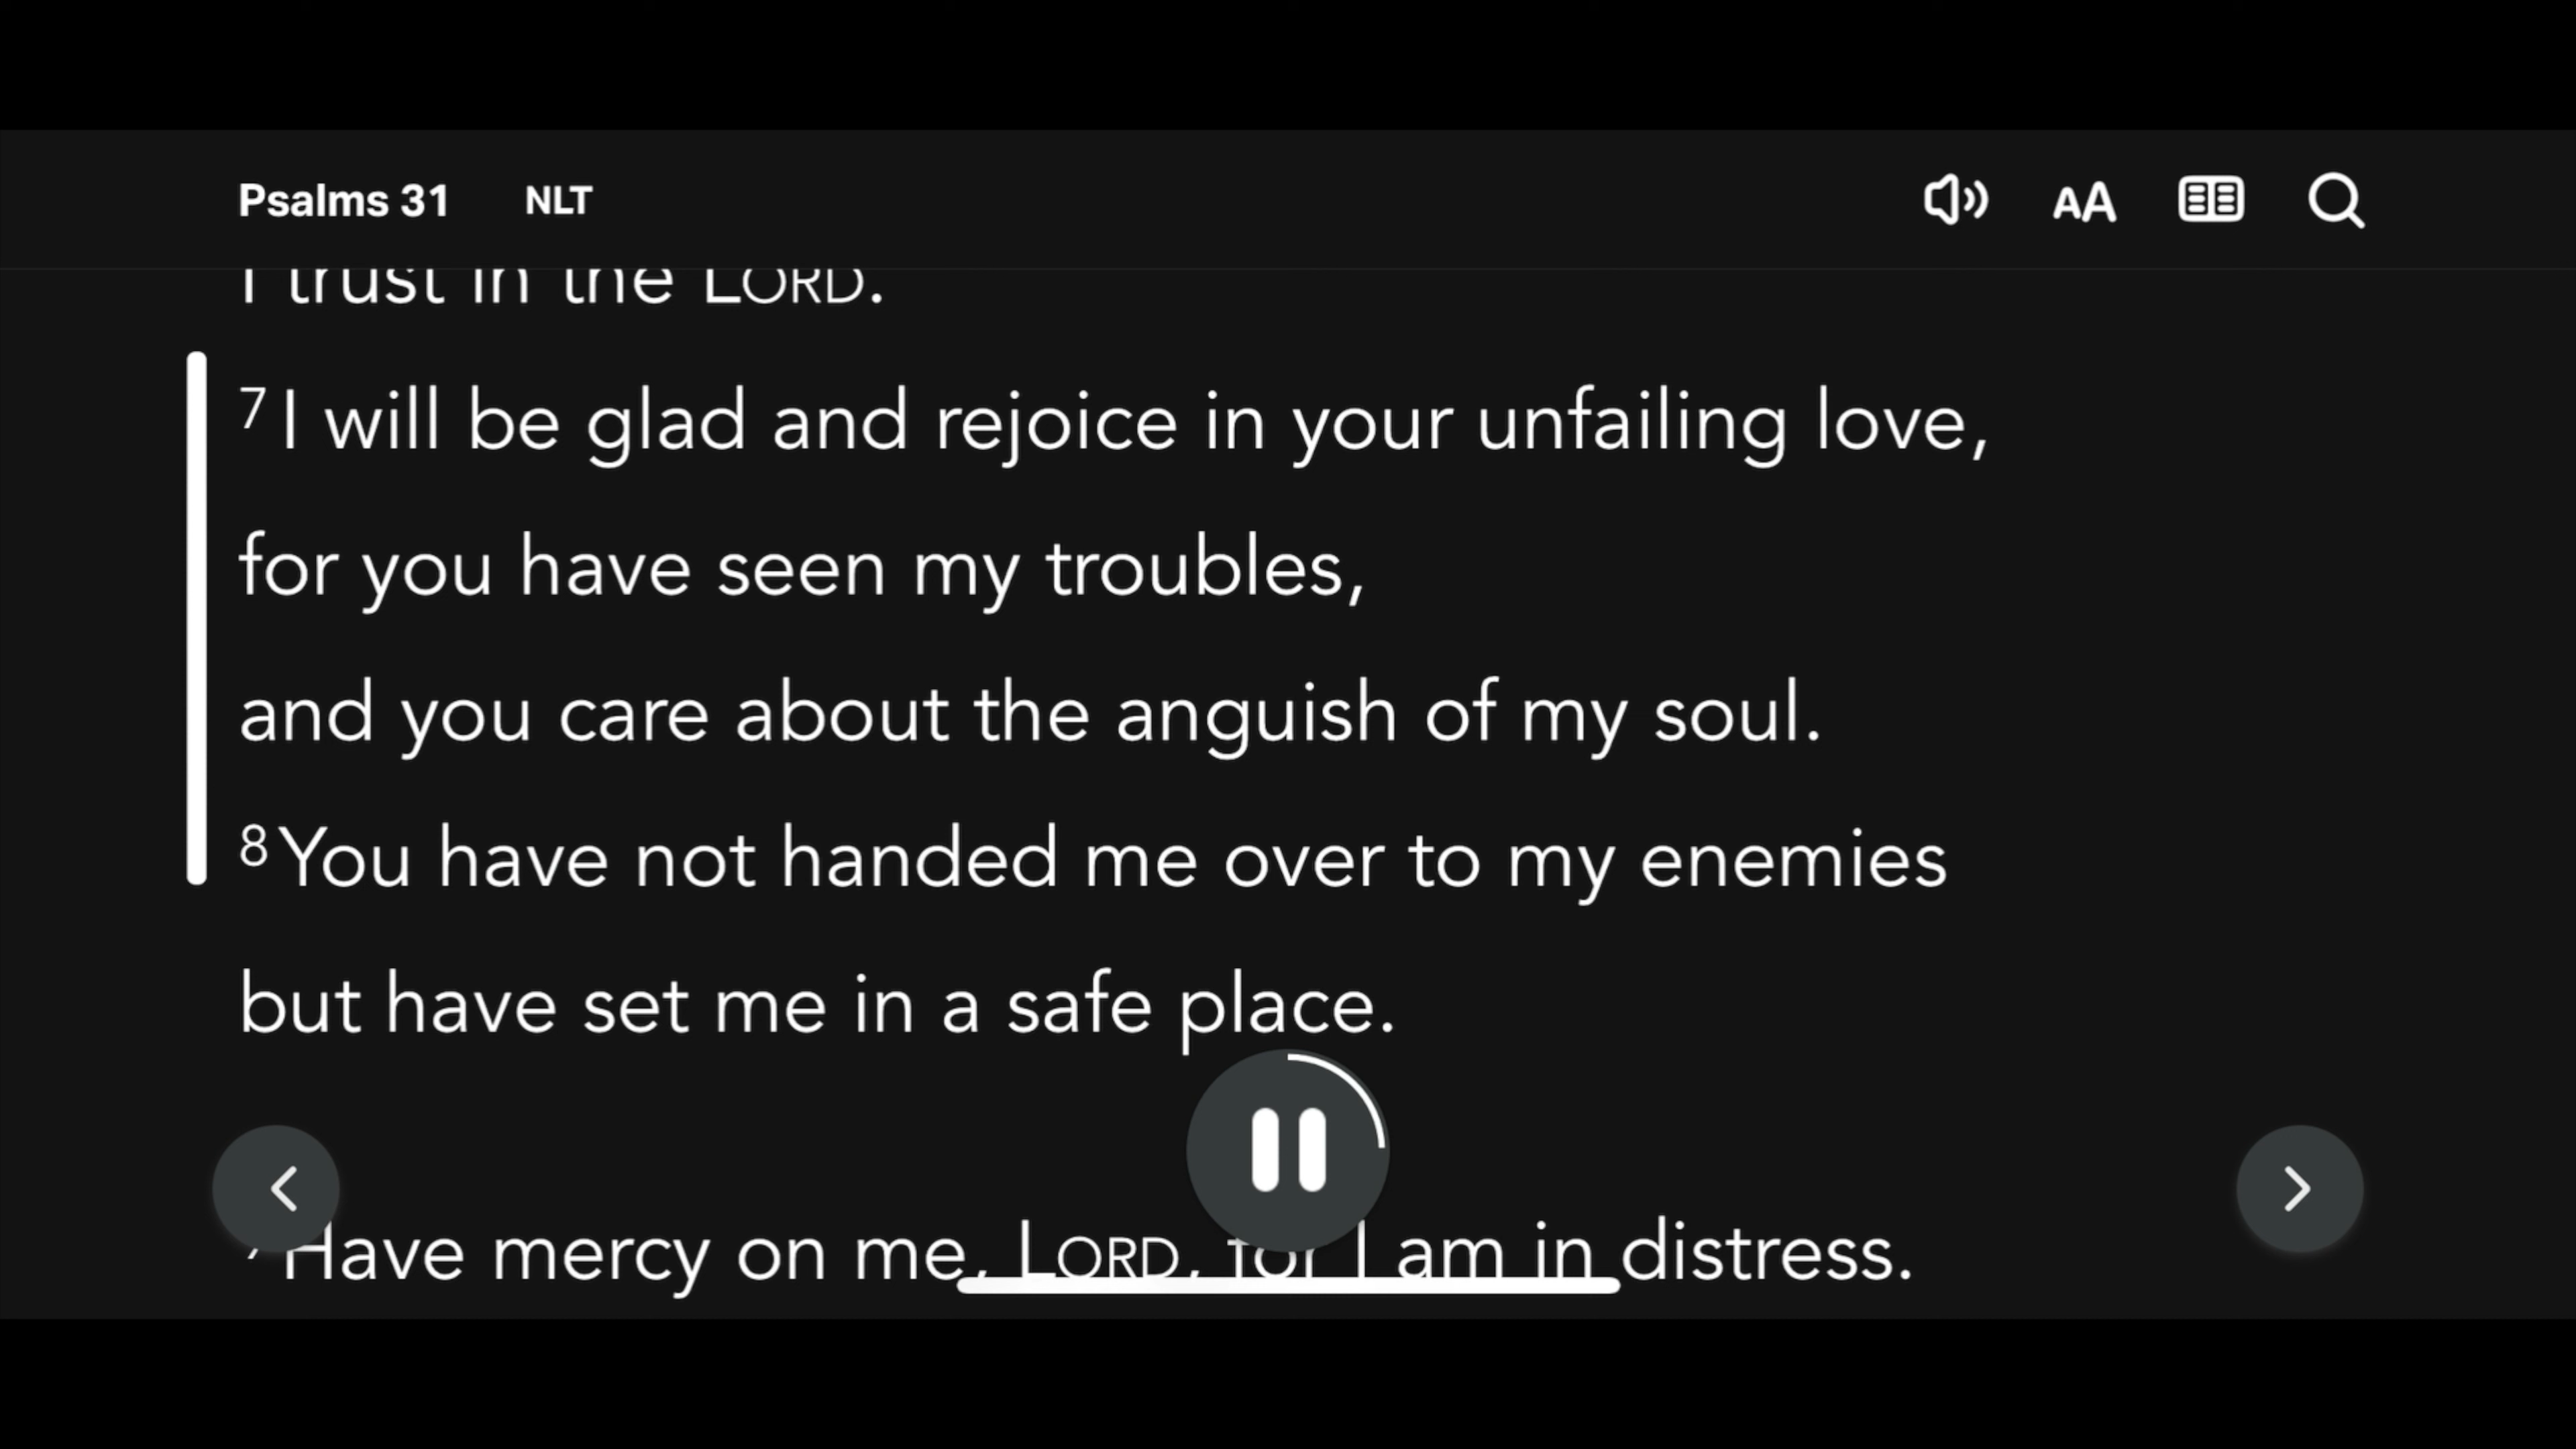 Psalms 31 NLT AA
I trust in the LORD.
7 I will be glad and rejoice in your unfailing love,
for you have seen my troubles,
and you care about the anguish of my soul.
8 You have not handed me over to my enemies
but have set me in a safe place.
Have mercy on me, LORD, for I am in distress.